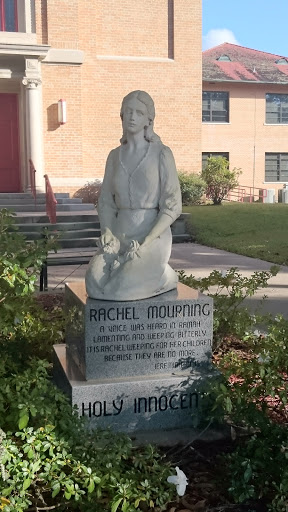 RACHEL MOURNING
A VOICE WAS HEARD IN RAMAH,
LAMENTING AND WEEPING BITTERLY.
IT IS RACHEL WEEPING FOR HER CHILDREN
BECAUSE THEY ARE NO MORE.
"HOLY INNOCEN